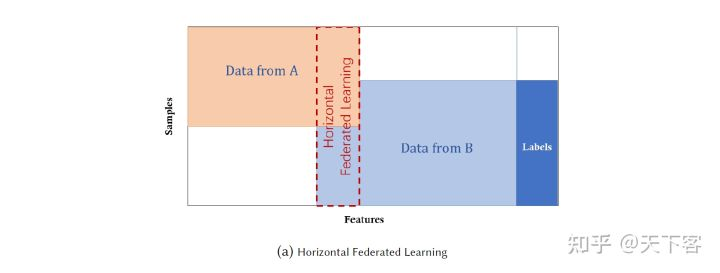 Data from A
Horizontal
Federated Learning
Samples
Data from B
Labels
Features
知乎 @天下客
(a) Horizontal Federated Learning